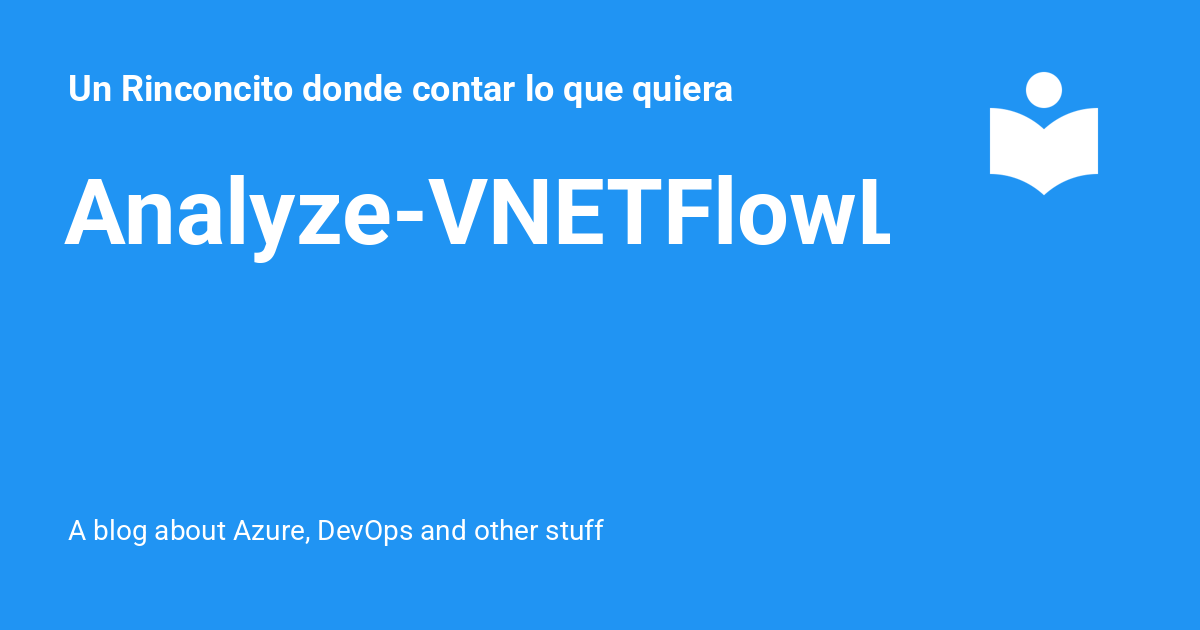 Un Rinconcito donde contar lo que quiera
Analyze-VNETFlowL
A blog about Azure, DevOps and other stuff